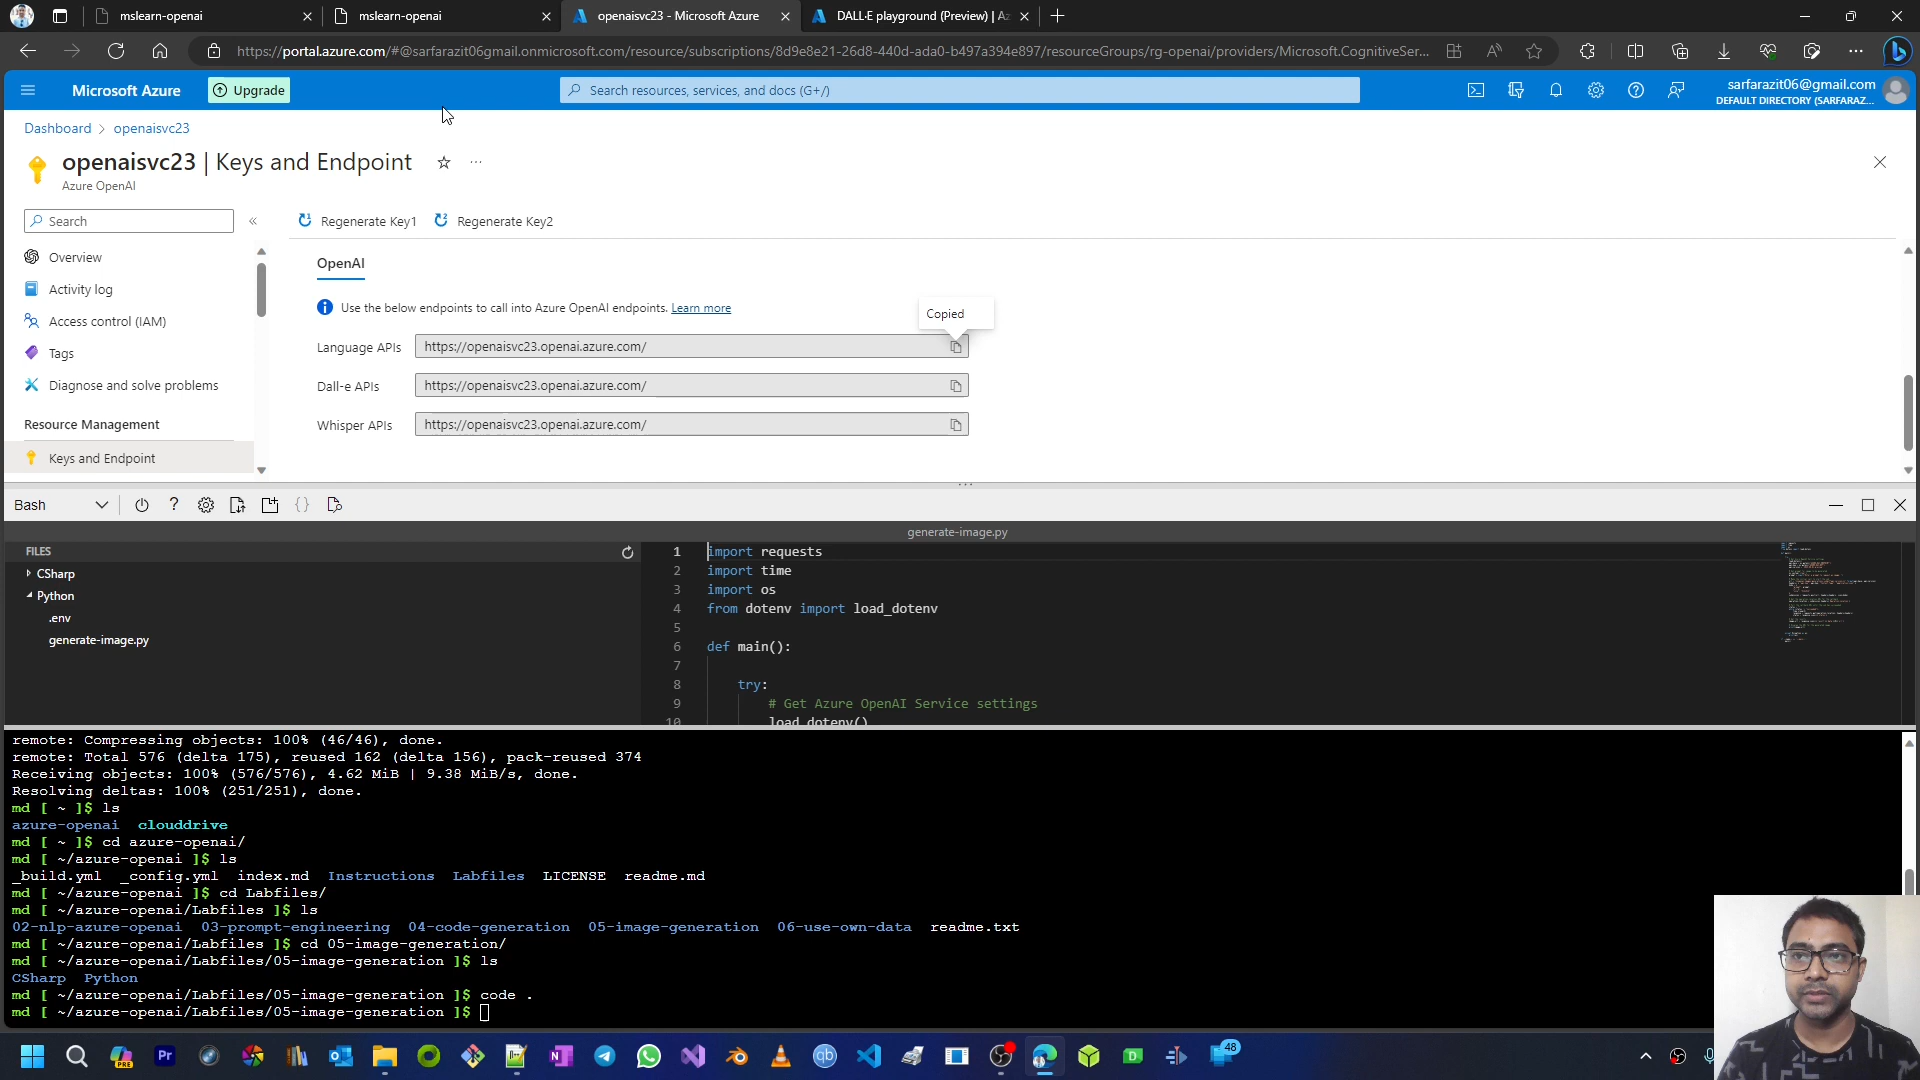 mslearn-openai
mslearn-openai
openaisvc23 - Microsoft Azure
DALL·E playground (Preview) | Az
https://portal.azure.com/#@sarfarazit06gmail.onmicrosoft.com/resource/subscriptions/8d9e8e21-26d8-440d-ada0-b497a394e897/resourceGroups/rg-openai/providers/Microsoft.CognitiveSer...
Microsoft Azure
Upgrade
Search resources, services, and docs (G+/)
sarfarazit06@gmail.com
DEFAULT DIRECTORY (SARFARAZ...
Dashboard > openaisvc23
openaisvc23 | Keys and Endpoint
Azure OpenAI
Search
Regenerate Key1
Regenerate Key2
Overview
Activity log
Access control (IAM)
Tags
Diagnose and solve problems
Resource Management
Keys and Endpoint
OpenAI
Use the below endpoints to call into Azure OpenAI endpoints. Learn more
Copied
Language APIs
https://openaisvc23.openai.azure.com/
Dall-e APIs
https://openaisvc23.openai.azure.com/
Whisper APIs
https://openaisvc23.openai.azure.com/
Bash
generate-image.py
FILES
CSharp
Python
.env
generate-image.py
1 import requests
2 import time
3 import os
4 from dotenv import load_dotenv
5
6 def main():
7
8 try:
9 # Get Azure OpenAI Service settings
10 load_dotenv()
remote: Compressing objects: 100% (46/46), done.
remote: Total 576 (delta 175), reused 162 (delta 156), pack-reused 374
Receiving objects: 100% (576/576), 4.62 MiB | 9.38 MiB/s, done.
Resolving deltas: 100% (251/251), done.
md [ ~ ]$ ls
azure-openai clouddrive
md [ ~ ]$ cd azure-openai/
md [ ~/azure-openai ]$ ls
_build.yml _config.yml index.md Instructions Labfiles LICENSE readme.md
md [ ~/azure-openai ]$ cd Labfiles/
md [ ~/azure-openai/Labfiles ]$ ls
02-nlp-azure-openai 03-prompt-engineering 04-code-generation 05-image-generation 06-use-own-data readme.txt
md [ ~/azure-openai/Labfiles ]$ cd 05-image-generation/
md [ ~/azure-openai/Labfiles/05-image-generation ]$ ls
CSharp Python
md [ ~/azure-openai/Labfiles/05-image-generation ]$ code .
md [ ~/azure-openai/Labfiles/05-image-generation ]$
PRE
Pr
qb
D
48